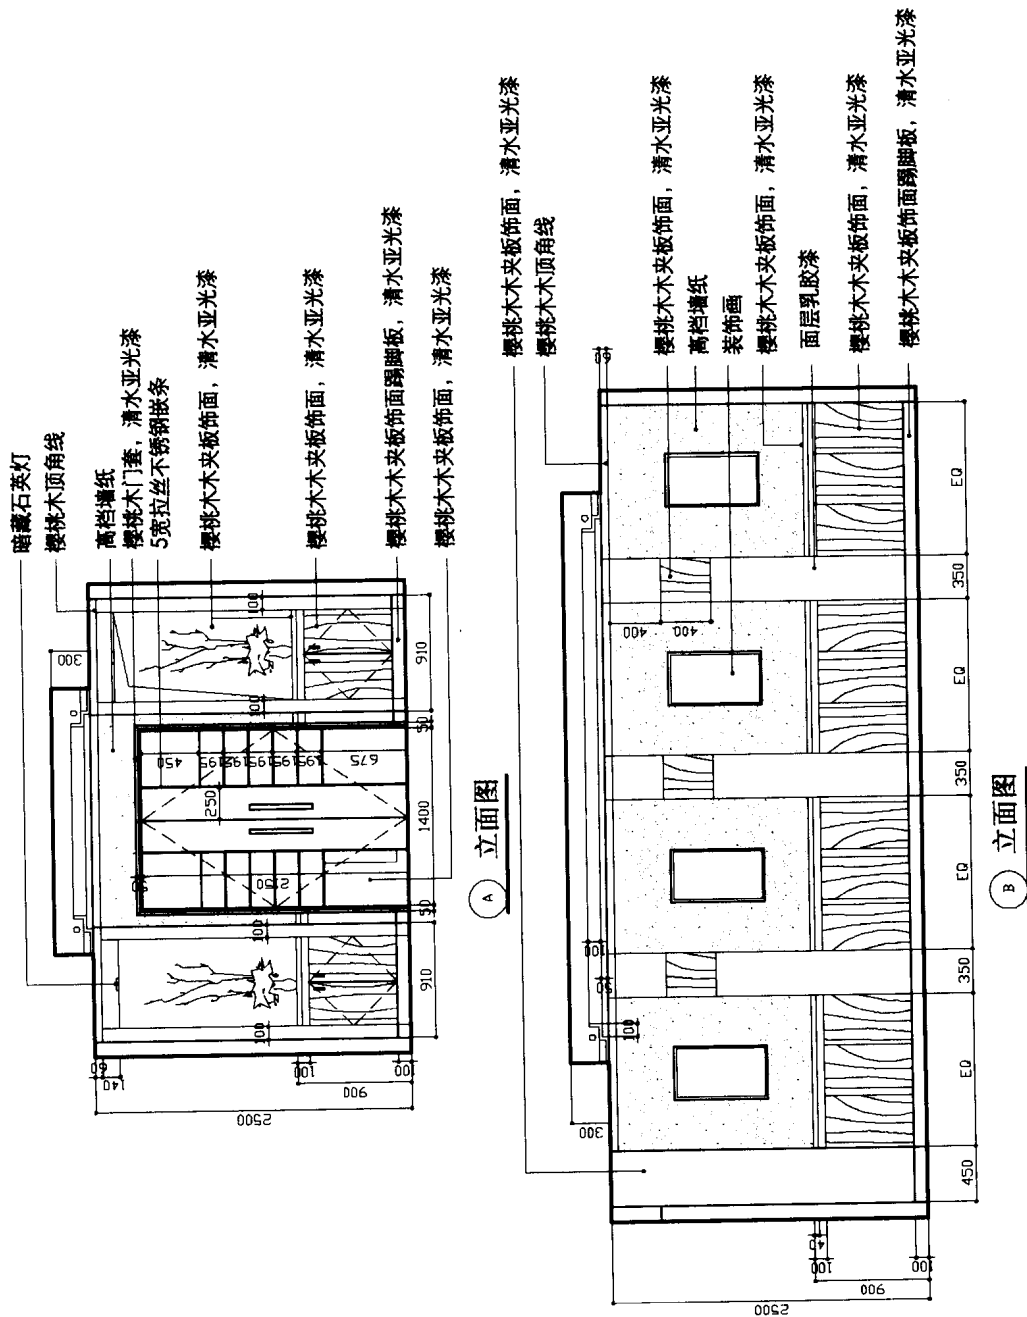 暗藏石英灯
樱桃木顶角线
高档墙纸
樱桃木门套，清水亚光漆
5宽拉丝不锈钢嵌条
樱桃木木夹板饰面，清水亚光漆
樱桃木木夹板饰面，清水亚光漆
樱桃木木夹板饰面踢脚板，清水亚光漆
樱桃木木夹板饰面，清水亚光漆
300
100
100
450
195
195
195
195
195
675
250
2150
50
100
100
60
140
100
900
100
2500
910
50
1400
50
910
A 立面图
樱桃木木夹板饰面，清水亚光漆
樱桃木木顶角线
樱桃木木夹板饰面，清水亚光漆
高档墙纸
装饰画
樱桃木木夹板饰面，清水亚光漆
面层乳胶漆
樱桃木木夹板饰面，清水亚光漆
樱桃木木夹板饰面踢脚板，清水亚光漆
60
400
400
100
50
100
300
40
100
900
100
2500
450
EQ
350
EQ
350
EQ
350
EQ
B 立面图